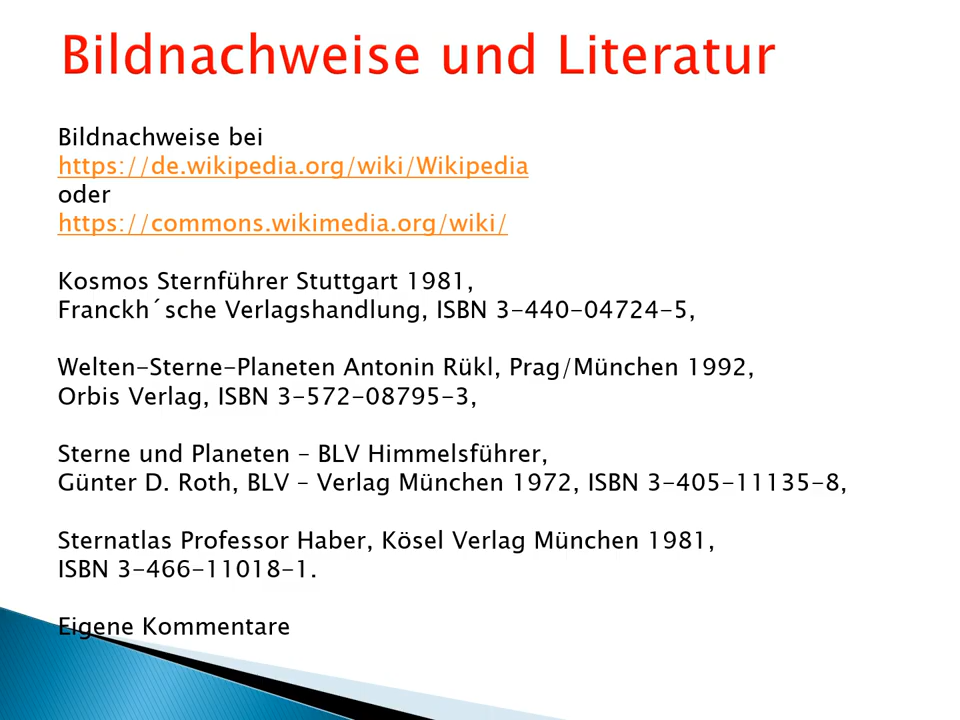 Bildnachweise und Literatur
Bildnachweise bei
https://de.wikipedia.org/wiki/Wikipedia
oder
https://commons.wikimedia.org/wiki/
Kosmos Sternführer Stuttgart 1981,
Franckh´sche Verlagshandlung, ISBN 3-440-04724-5,
Welten-Sterne-Planeten Antonin Rükl, Prag/München 1992,
Orbis Verlag, ISBN 3-572-08795-3,
Sterne und Planeten – BLV Himmelsführer,
Günter D. Roth, BLV – Verlag München 1972, ISBN 3-405-11135-8,
Sternatlas Professor Haber, Kösel Verlag München 1981,
ISBN 3-466-11018-1.
Eigene Kommentare